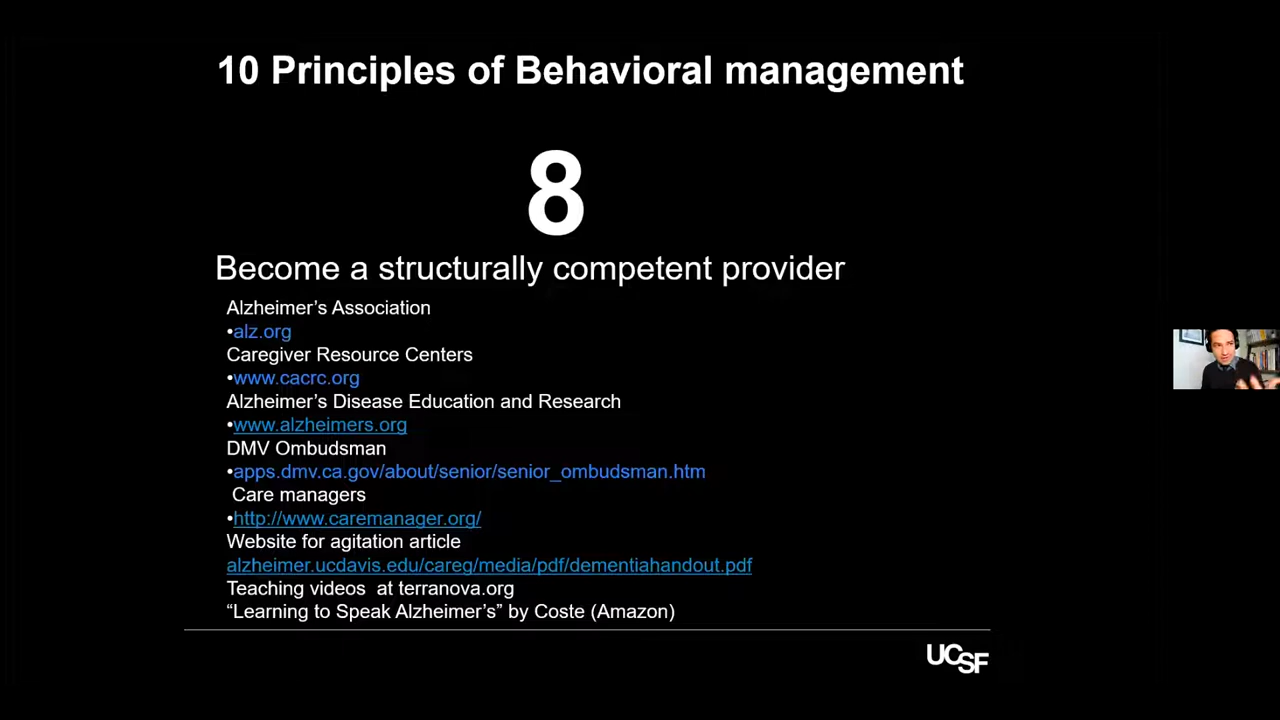 10 Principles of Behavioral management
8
Become a structurally competent provider
Alzheimer’s Association
•alz.org
Caregiver Resource Centers
•www.cacrc.org
Alzheimer’s Disease Education and Research
•www.alzheimers.org
DMV Ombudsman
•apps.dmv.ca.gov/about/senior/senior_ombudsman.htm
Care managers
•http://www.caremanager.org/
Website for agitation article
alzheimer.ucdavis.edu/careg/media/pdf/dementiahandout.pdf
Teaching videos  at terranova.org
“Learning to Speak Alzheimer’s” by Coste (Amazon)
UCSF